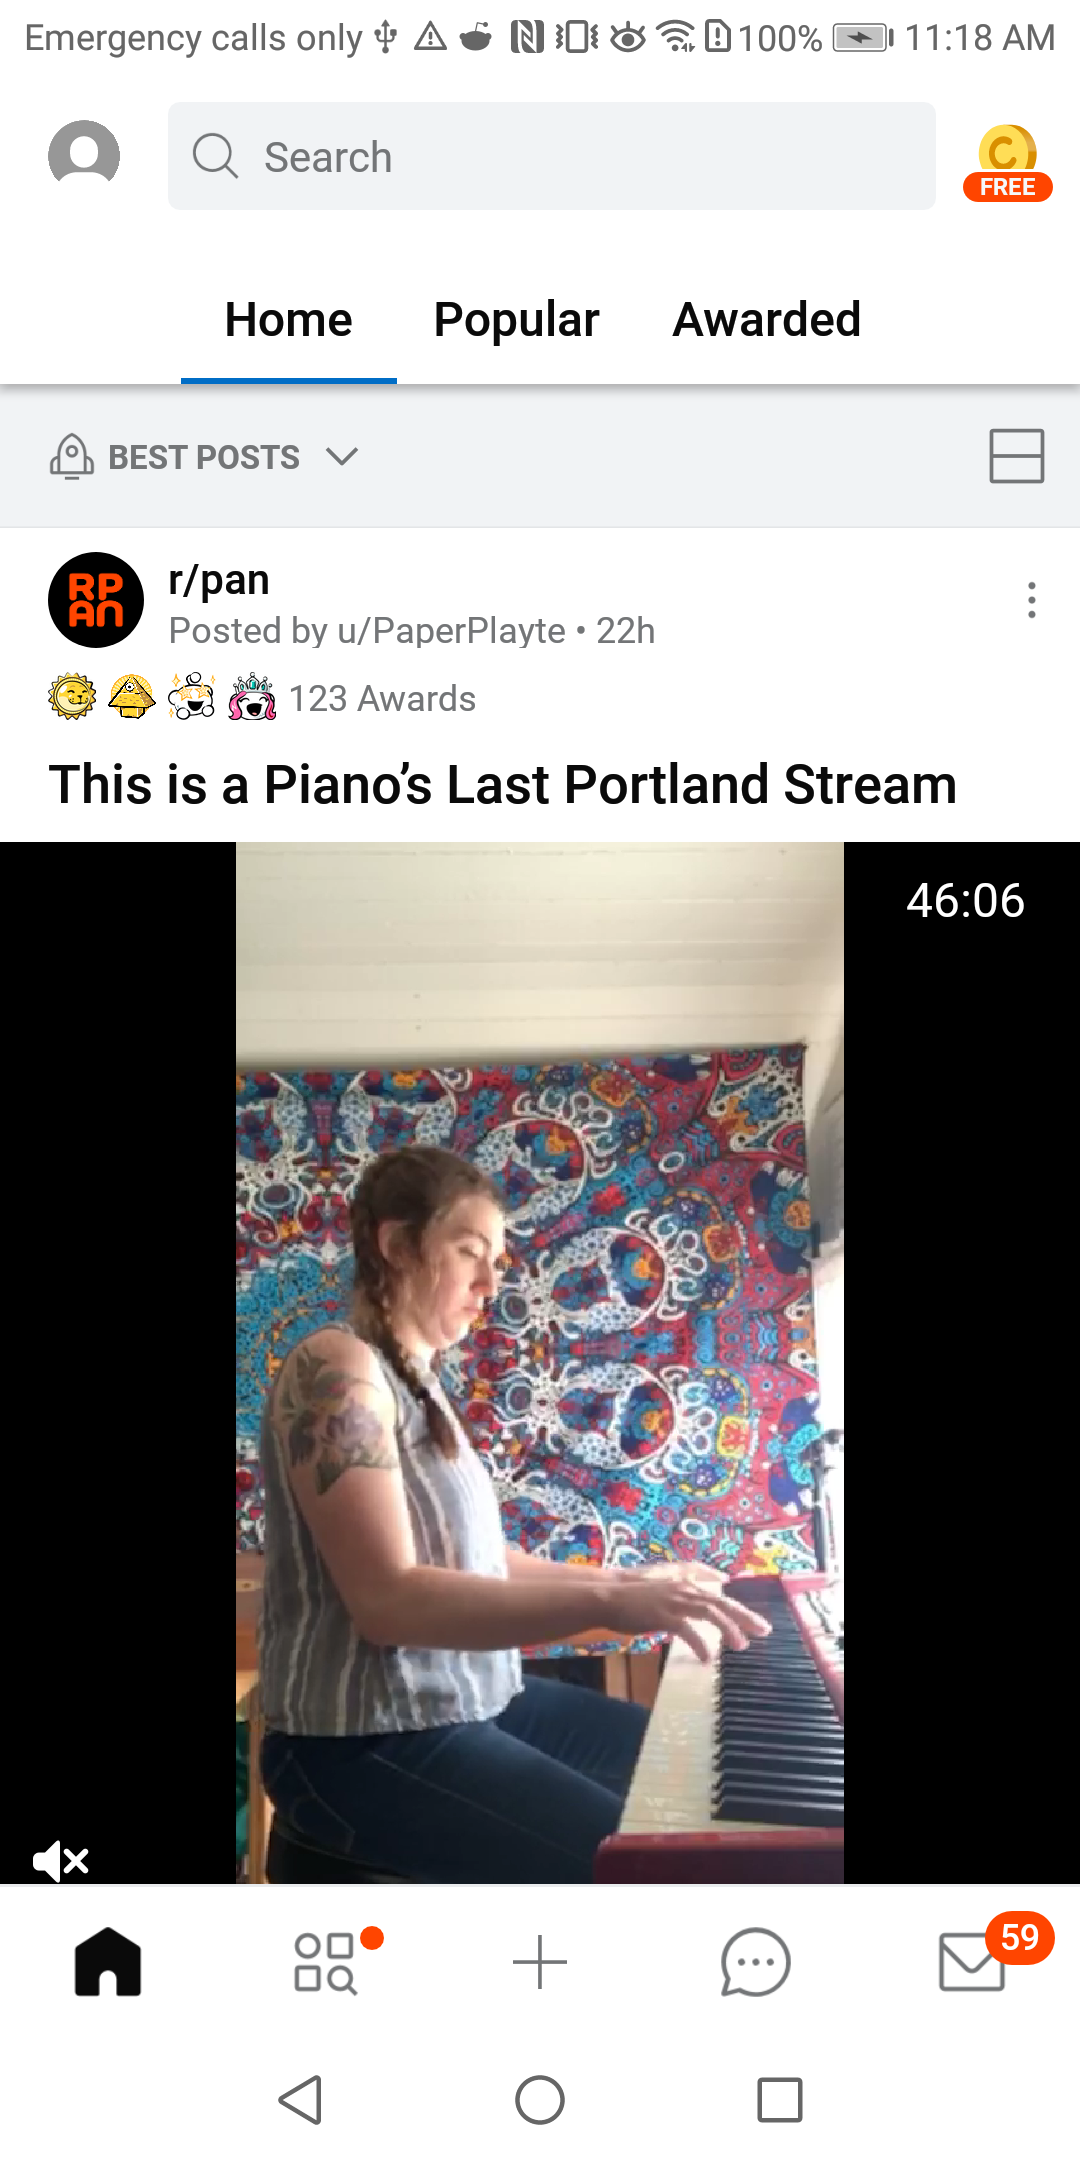 Emergency calls only 100% 11:18 AM
Search
C
FREE
Home Popular Awarded
BEST POSTS
RP
AN
r/pan
Posted by u/PaperPlayte • 22h
123 Awards
This is a Piano’s Last Portland Stream
46:06
59